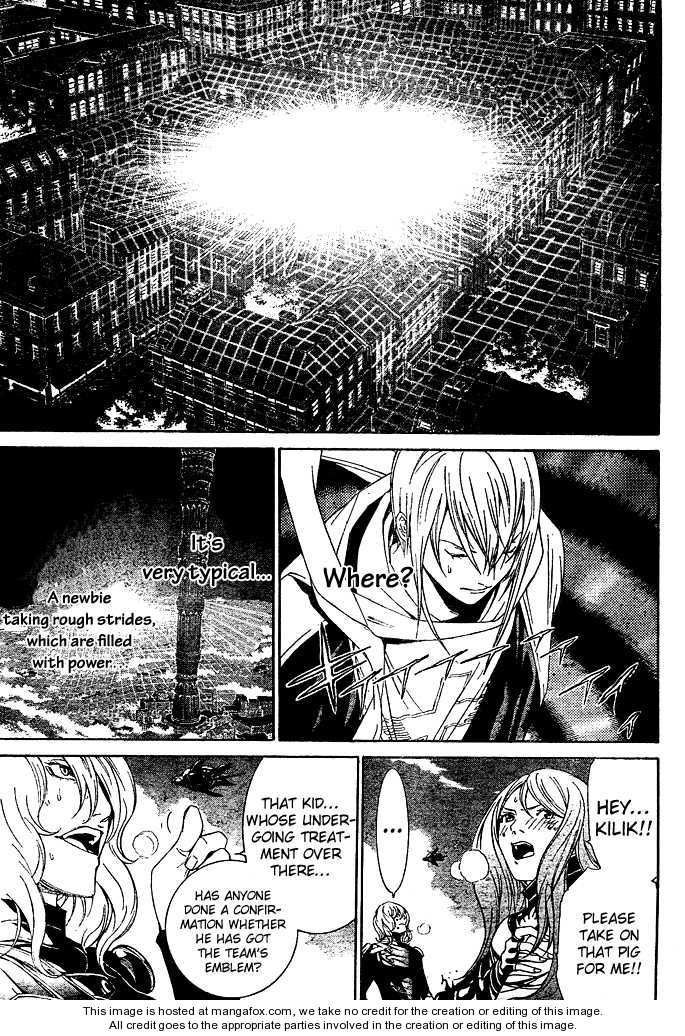 Where?
It's
very typical...
A newbie
taking rough strides,
which are filled
with power...
HEY...
KILIK!!
PLEASE
TAKE ON
THAT PIG
FOR ME!!
...
THAT KID...
WHOSE UNDER-
GOING TREAT-
MENT OVER
THERE...
HAS ANYONE
DONE A CONFIR-
MATION WHETHER
HE HAS GOT
THE TEAM'S
EMBLEM?
This image is hosted at mangafox.com, we take no credit for the creation or editing of this image.
All credit goes to the appropriate parties involved in the creation or editing of this image.